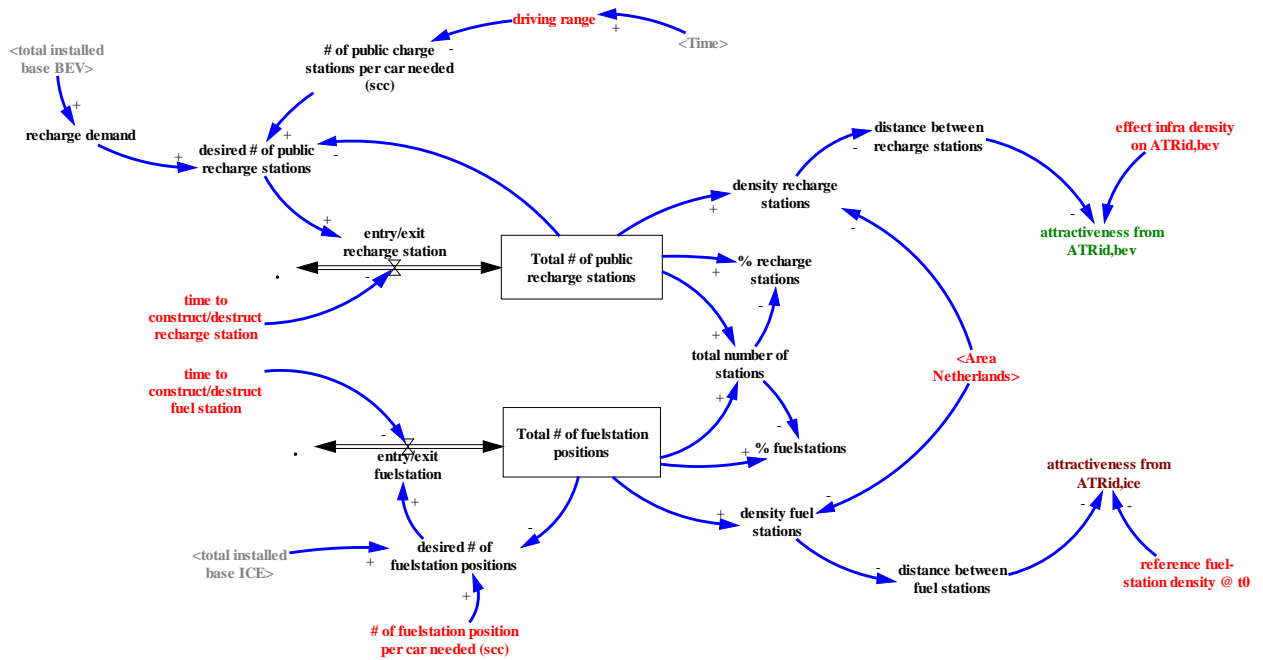 driving range
+
<Time>
<total installed
base BEV>
# of public charge
stations per car needed
(scc)
-
+
recharge demand
+
desired # of public
recharge stations
+
-
distance between
recharge stations
-
effect infra density
on ATRid,bev
density recharge
stations
+
-
-
attractiveness from
ATRid,bev
+
entry/exit
recharge station
-
Total # of public
recharge stations
% recharge
stations
+
-
time to
construct/destruct
recharge station
+
total number of
stations
<Area
Netherlands>
time to
construct/destruct
fuel station
+
-
-
entry/exit
fuelstation
Total # of fuelstation
positions
+
% fuelstations
attractiveness from
ATRid,ice
-
-
+
-
+
-
density fuel
stations
<total installed
base ICE>
+
desired # of
fuelstation positions
-
distance between
fuel stations
reference fuel-
station density @ t0
+
# of fuelstation position
per car needed (scc)